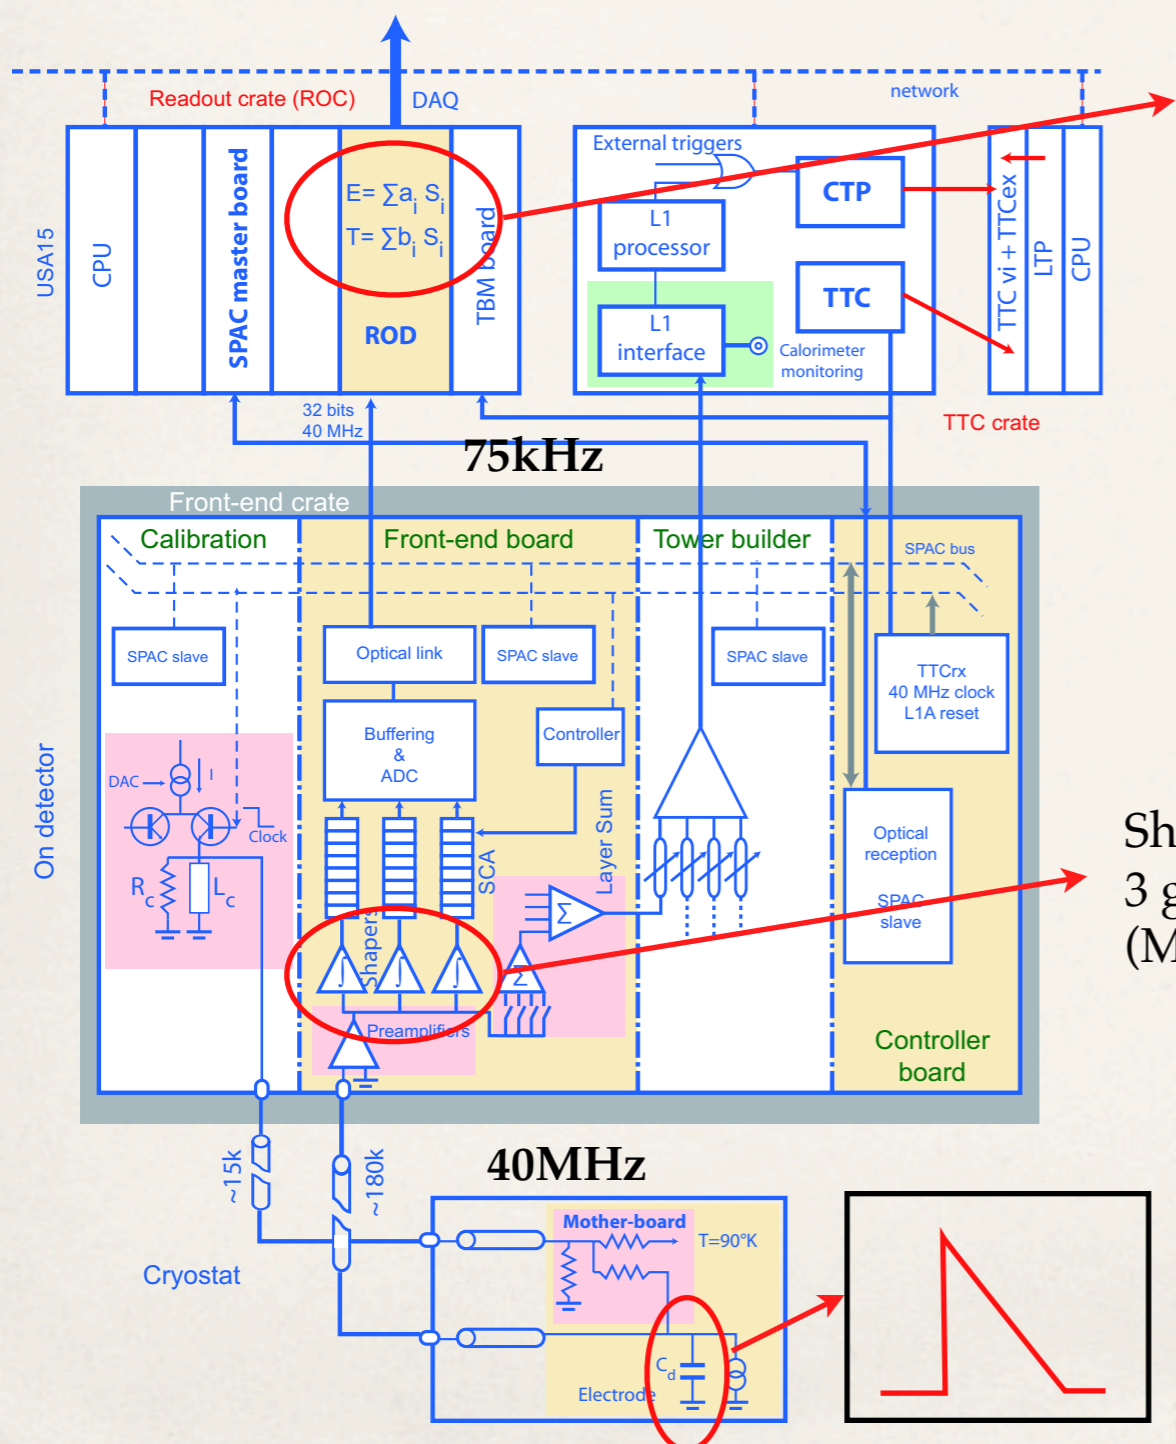 Readout crate (ROC)
DAQ
network
USA15
CPU
SPAC master board
E= ∑a_i S_i
T= ∑b_i S_i
ROD
TBM board
External triggers
L1
processor
L1
interface
CTP
TTC
Calorimeter
monitoring
TTC vi + TTCex
LTP
CPU
TTC crate
32 bits
40 MHz
75kHz
Front-end crate
On detector
Calibration
Front-end board
Tower builder
SPAC bus
SPAC slave
Optical link
SPAC slave
SPAC slave
TTCrx
40 MHz clock
L1A reset
Buffering
&
ADC
Controller
DAC
I
Clock
R_c
L_c
SCA
Layer Sum
Optical
reception
SPAC
slave
Shapers
∫
∫
∫
Σ
Σ
Sh
3 g
(M
Preamplifiers
Controller
board
~15k
~180k
40MHz
Cryostat
Mother-board
T=90°K
C_d
Electrode